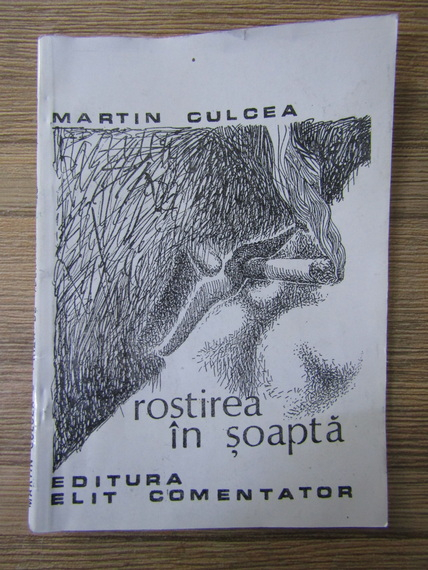 MARTIN CULCEA
rostirea
în șoaptă
EDITURA
ELIT COMENTATOR